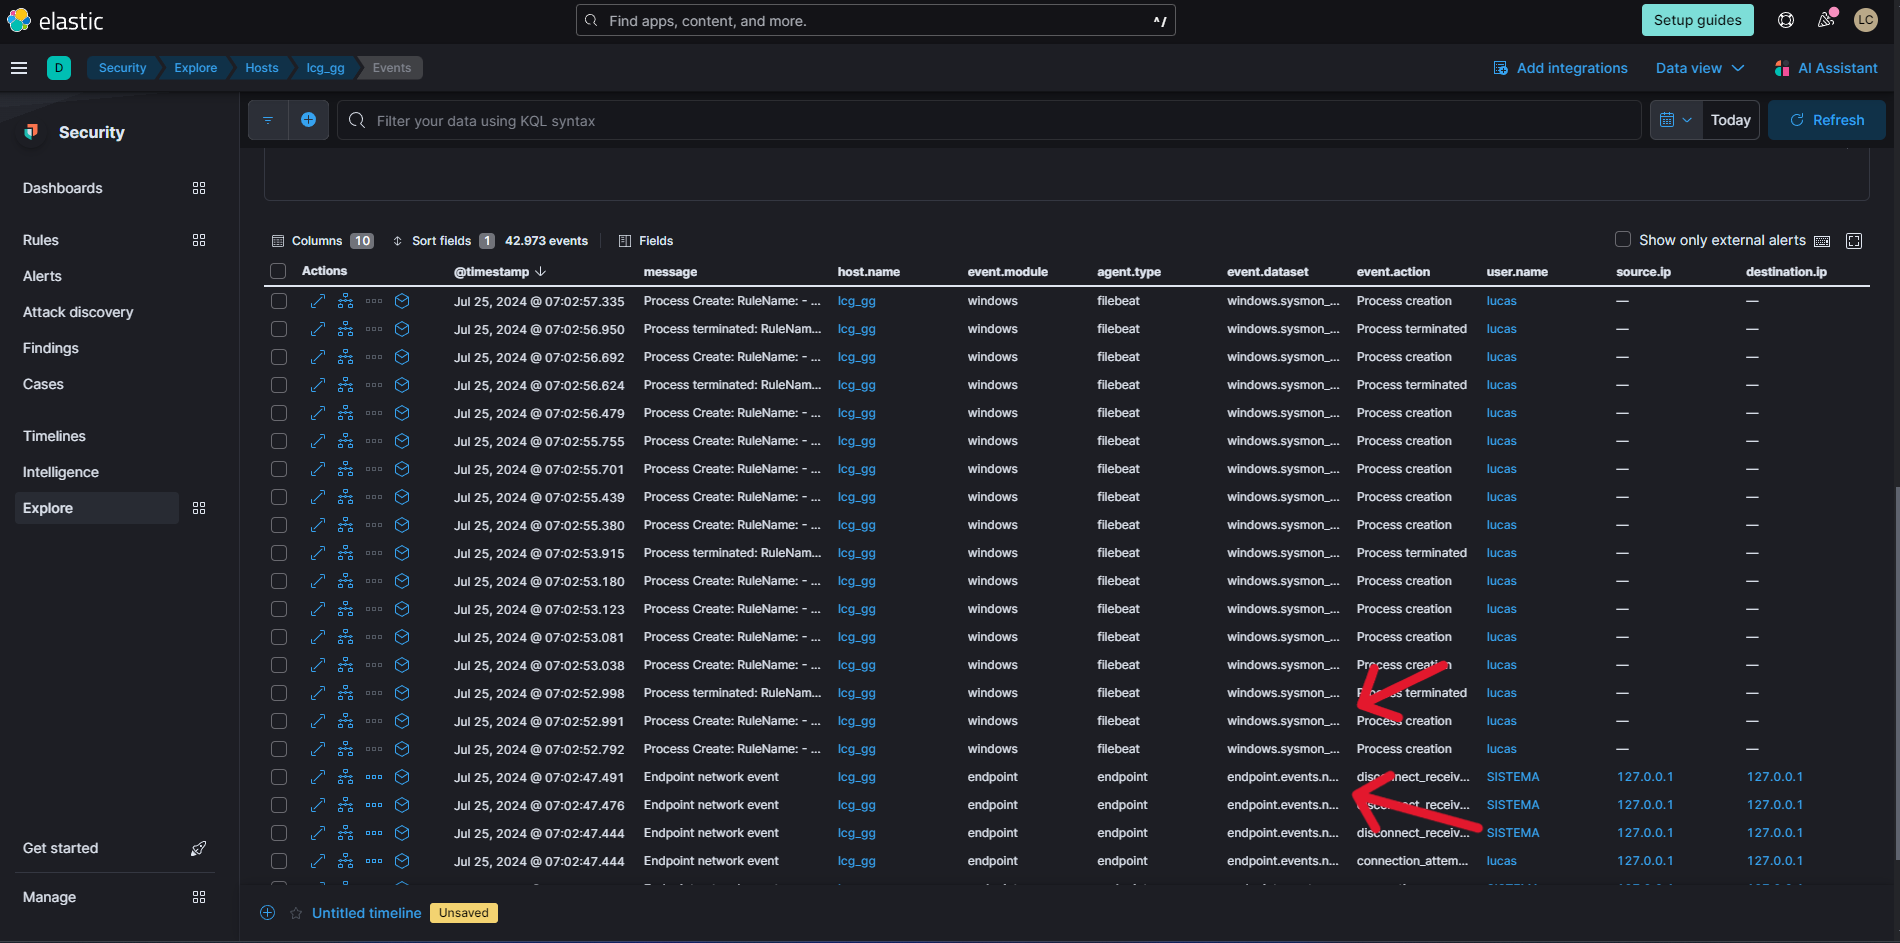 elastic
Find apps, content, and more.
^/
Setup guides
LC
D
Security
Explore
Hosts
lcg_gg
Events
Add integrations
Data view
AI Assistant
Security
Filter your data using KQL syntax
Today
Refresh
Dashboards
Rules
Alerts
Attack discovery
Findings
Cases
Timelines
Intelligence
Explore
Get started
Manage
Columns 10 Sort fields 1 42.973 events Fields
Show only external alerts
Actions @timestamp message host.name event.module agent.type event.dataset event.action user.name source.ip destination.ip
Jul 25, 2024 @ 07:02:57.335 Process Create: RuleName: - ... lcg_gg windows filebeat windows.sysmon_... Process creation lucas — —
Jul 25, 2024 @ 07:02:56.950 Process terminated: RuleNam... lcg_gg windows filebeat windows.sysmon_... Process terminated lucas — —
Jul 25, 2024 @ 07:02:56.692 Process Create: RuleName: - ... lcg_gg windows filebeat windows.sysmon_... Process creation lucas — —
Jul 25, 2024 @ 07:02:56.624 Process terminated: RuleNam... lcg_gg windows filebeat windows.sysmon_... Process terminated lucas — —
Jul 25, 2024 @ 07:02:56.479 Process Create: RuleName: - ... lcg_gg windows filebeat windows.sysmon_... Process creation lucas — —
Jul 25, 2024 @ 07:02:55.755 Process Create: RuleName: - ... lcg_gg windows filebeat windows.sysmon_... Process creation lucas — —
Jul 25, 2024 @ 07:02:55.701 Process Create: RuleName: - ... lcg_gg windows filebeat windows.sysmon_... Process creation lucas — —
Jul 25, 2024 @ 07:02:55.439 Process Create: RuleName: - ... lcg_gg windows filebeat windows.sysmon_... Process creation lucas — —
Jul 25, 2024 @ 07:02:55.380 Process Create: RuleName: - ... lcg_gg windows filebeat windows.sysmon_... Process creation lucas — —
Jul 25, 2024 @ 07:02:53.915 Process terminated: RuleNam... lcg_gg windows filebeat windows.sysmon_... Process terminated lucas — —
Jul 25, 2024 @ 07:02:53.180 Process Create: RuleName: - ... lcg_gg windows filebeat windows.sysmon_... Process creation lucas — —
Jul 25, 2024 @ 07:02:53.123 Process Create: RuleName: - ... lcg_gg windows filebeat windows.sysmon_... Process creation lucas — —
Jul 25, 2024 @ 07:02:53.081 Process Create: RuleName: - ... lcg_gg windows filebeat windows.sysmon_... Process creation lucas — —
Jul 25, 2024 @ 07:02:53.038 Process Create: RuleName: - ... lcg_gg windows filebeat windows.sysmon_... Process creation lucas — —
Jul 25, 2024 @ 07:02:52.998 Process terminated: RuleNam... lcg_gg windows filebeat windows.sysmon_... Process terminated lucas — —
Jul 25, 2024 @ 07:02:52.991 Process Create: RuleName: - ... lcg_gg windows filebeat windows.sysmon_... Process creation lucas — —
Jul 25, 2024 @ 07:02:52.792 Process Create: RuleName: - ... lcg_gg windows filebeat windows.sysmon_... Process creation lucas — —
Jul 25, 2024 @ 07:02:47.491 Endpoint network event lcg_gg endpoint endpoint endpoint.events.n... disconnect_receiv... SISTEMA 127.0.0.1 127.0.0.1
Jul 25, 2024 @ 07:02:47.476 Endpoint network event lcg_gg endpoint endpoint endpoint.events.n... disconnect_receiv... SISTEMA 127.0.0.1 127.0.0.1
Jul 25, 2024 @ 07:02:47.444 Endpoint network event lcg_gg endpoint endpoint endpoint.events.n... disconnect_receiv... SISTEMA 127.0.0.1 127.0.0.1
Jul 25, 2024 @ 07:02:47.444 Endpoint network event lcg_gg endpoint endpoint endpoint.events.n... connection_attem... lucas 127.0.0.1 127.0.0.1
Untitled timeline Unsaved